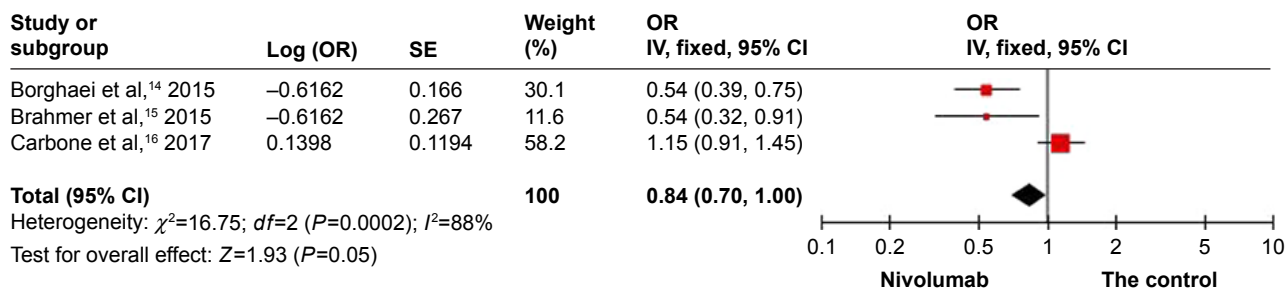 Study or subgroup Log (OR) SE Weight (%) OR IV, fixed, 95% CI OR IV, fixed, 95% CI
Borghaei et al,¹⁴ 2015 –0.6162 0.166 30.1 0.54 (0.39, 0.75)
Brahmer et al,¹⁵ 2015 –0.6162 0.267 11.6 0.54 (0.32, 0.91)
Carbone et al,¹⁶ 2017 0.1398 0.1194 58.2 1.15 (0.91, 1.45)
Total (95% CI) 100 0.84 (0.70, 1.00)
Heterogeneity: χ²=16.75; df=2 (P=0.0002); I²=88%
Test for overall effect: Z=1.93 (P=0.05)
0.1 0.2 0.5 1 2 5 10
Nivolumab The control